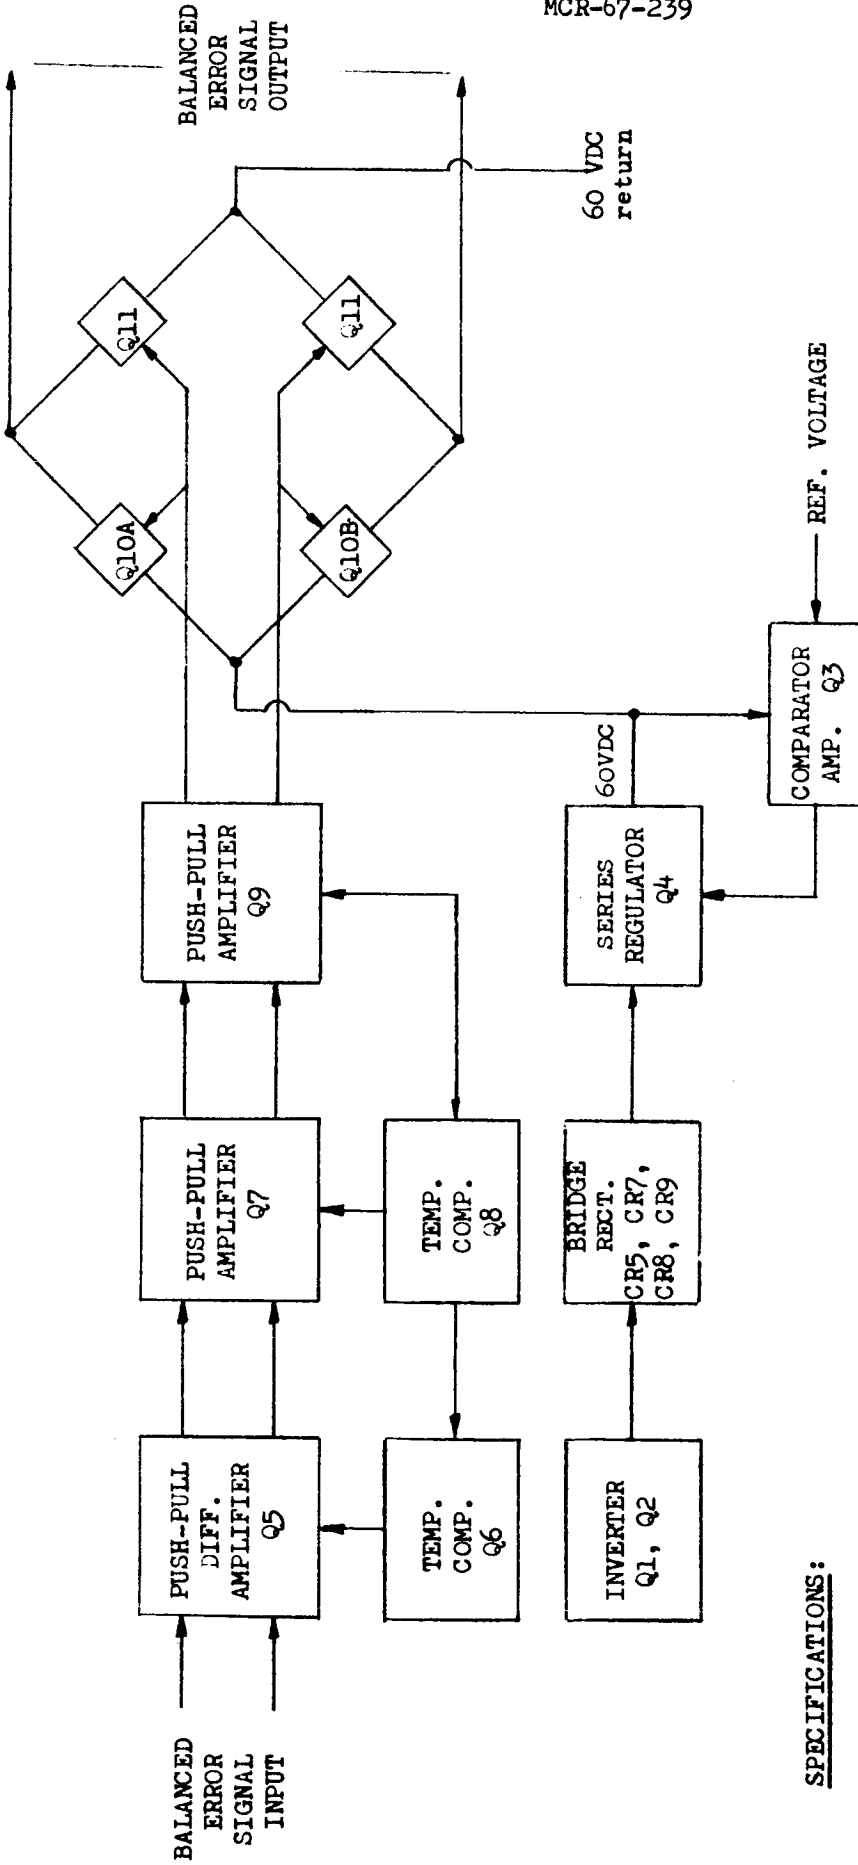 MCR-67-239
BALANCED
ERROR
SIGNAL
INPUT
PUSH-PULL
DIFF.
AMPLIFIER
Q5
PUSH-PULL
AMPLIFIER
Q7
PUSH-PULL
AMPLIFIER
Q9
Q10A
Q11
Q10B
Q11
BALANCED
ERROR
SIGNAL
OUTPUT
60 VDC
return
TEMP.
COMP.
Q6
TEMP.
COMP.
Q8
INVERTER
Q1, Q2
BRIDGE
RECT.
CR5, CR7,
CR8, CR9
SERIES
REGULATOR
Q4
60VDC
COMPARATOR
AMP. Q3
REF. VOLTAGE
SPECIFICATIONS: